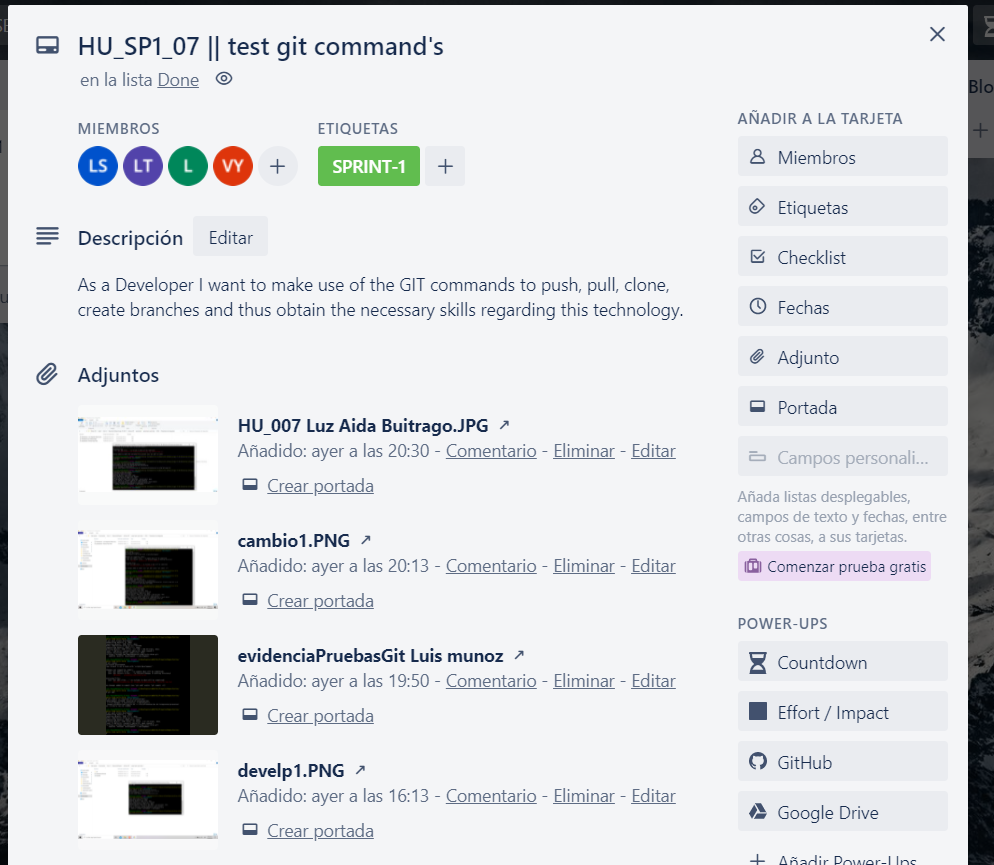 HU_SP1_07 || test git command's
en la lista Done
MIEMBROS
LS LT L VY +
ETIQUETAS
SPRINT-1 +
Descripción Editar
As a Developer I want to make use of the GIT commands to push, pull, clone,
create branches and thus obtain the necessary skills regarding this technology.
Adjuntos
HU_007 Luz Aida Buitrago.JPG ↗
Añadido: ayer a las 20:30 - Comentario - Eliminar - Editar
Crear portada
cambio1.PNG ↗
Añadido: ayer a las 20:13 - Comentario - Eliminar - Editar
Crear portada
evidenciaPruebasGit Luis munoz ↗
Añadido: ayer a las 19:50 - Comentario - Eliminar - Editar
Crear portada
develp1.PNG ↗
Añadido: ayer a las 16:13 - Comentario - Eliminar - Editar
Crear portada
AÑADIR A LA TARJETA
Miembros
Etiquetas
Checklist
Fechas
Adjunto
Portada
Campos personali...
Añada listas desplegables,
campos de texto y fechas, entre
otras cosas, a sus tarjetas.
Comenzar prueba gratis
POWER-UPS
Countdown
Effort / Impact
GitHub
Google Drive
+ Añadir Power-Ups
Blo